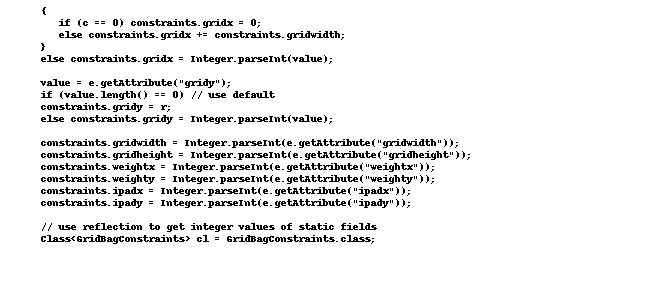 {
if (c == 0) constraints.gridx = 0;
else constraints.gridx += constraints.gridwidth;
}
else constraints.gridx = Integer.parseInt(value);
value = e.getAttribute("gridy");
if (value.length() == 0) // use default
constraints.gridy = r;
else constraints.gridy = Integer.parseInt(value);
constraints.gridwidth = Integer.parseInt(e.getAttribute("gridwidth"));
constraints.gridheight = Integer.parseInt(e.getAttribute("gridheight"));
constraints.weightx = Integer.parseInt(e.getAttribute("weightx"));
constraints.weighty = Integer.parseInt(e.getAttribute("weighty"));
constraints.ipadx = Integer.parseInt(e.getAttribute("ipadx"));
constraints.ipady = Integer.parseInt(e.getAttribute("ipady"));
// use reflection to get integer values of static fields
Class<GridBagConstraints> cl = GridBagConstraints.class;